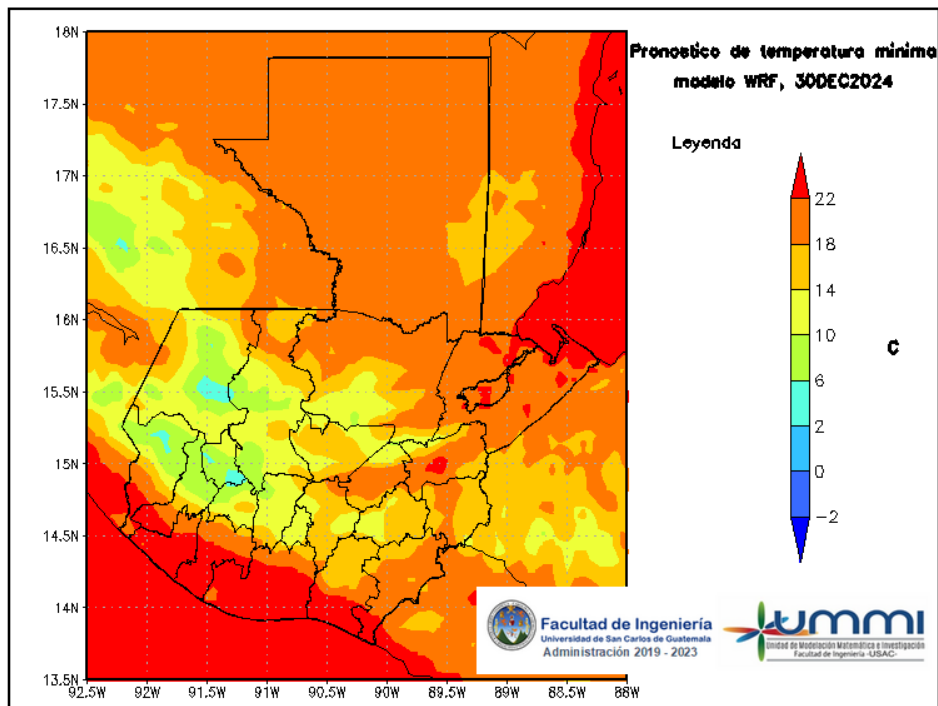 Pronostico de temperatura minima
modelo WRF, 30DEC2024
Leyenda
22
18
14
10
6
2
0
−2
C
18N
17.5N
17N
16.5N
16N
15.5N
15N
14.5N
14N
13.5N
92.5W 92W 91.5W 91W 90.5W 90W 89.5W 89W 88.5W 88W
Facultad de Ingeniería
Universidad de San Carlos de Guatemala
Administración 2019 - 2023
ummi
Unidad de Modelación Matemática e Investigación
Facultad de Ingeniería -USAC-